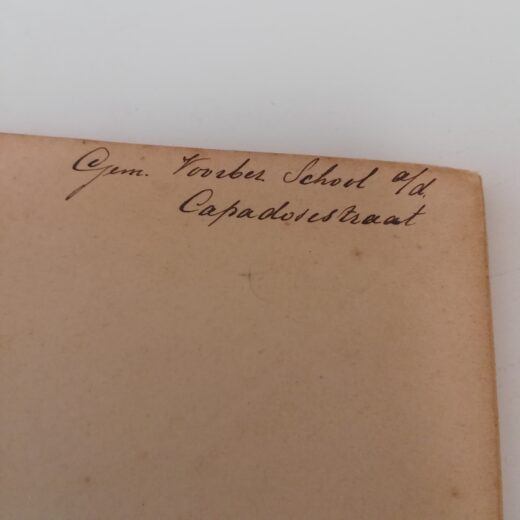 Gem. Voorber School a/d.
Capadosestraat